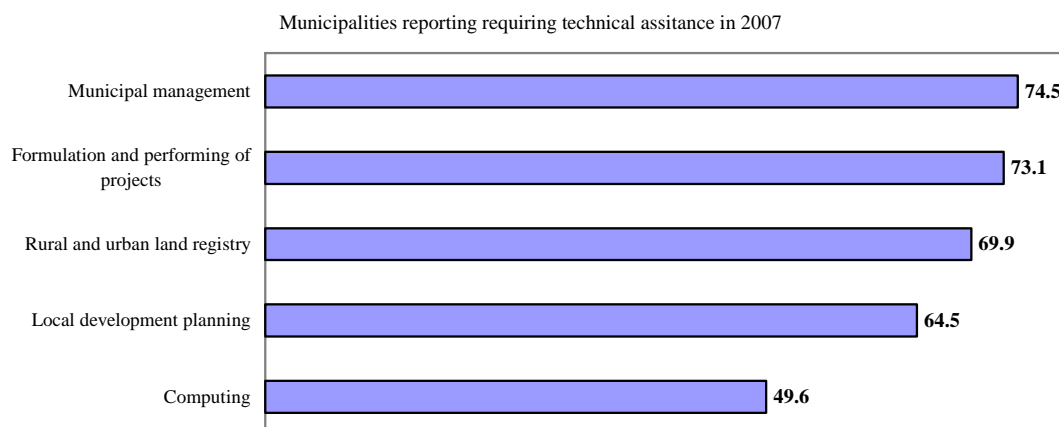 Municipalities reporting requiring technical assitance in 2007
Municipal management
74.5
Formulation and performing of
projects
73.1
Rural and urban land registry
69.9
Local development planning
64.5
Computing
49.6